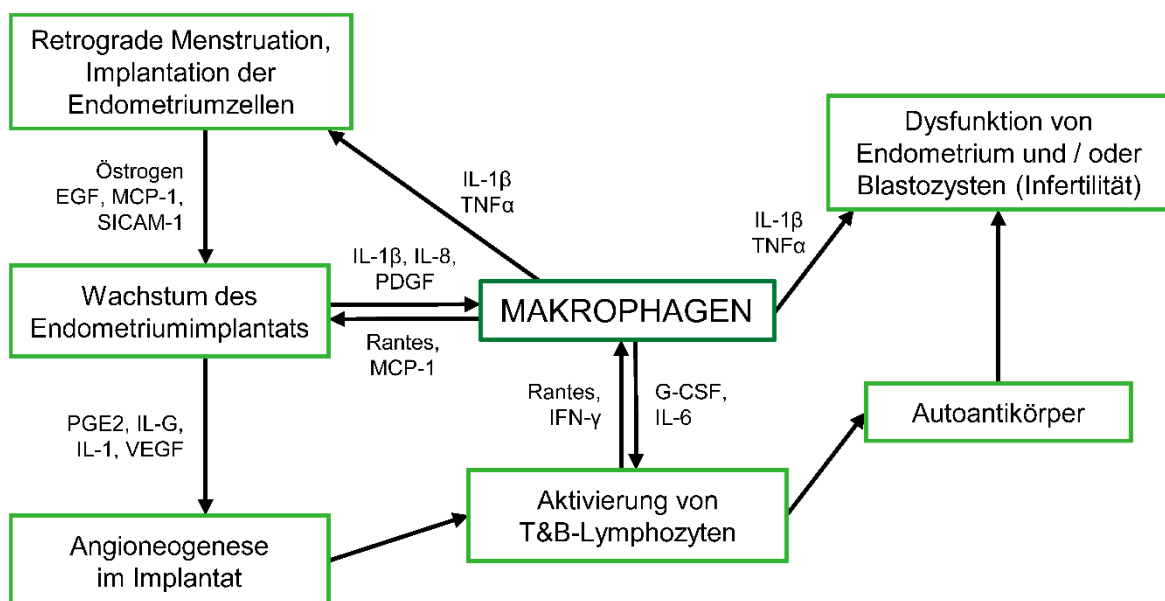 Retrograde Menstruation,
Implantation der
Endometriumzellen
Östrogen
EGF, MCP-1,
SICAM-1
IL-1β
TNFα
Dysfunktion von
Endometrium und / oder
Blastozysten (Infertilität)
IL-1β
TNFα
Wachstum des
Endometriumimplantats
IL-1β, IL-8,
PDGF
Rantes,
MCP-1
MAKROPHAGEN
Rantes,
IFN-γ
G-CSF,
IL-6
Autoantikörper
PGE2, IL-G,
IL-1, VEGF
Aktivierung von
T&B-Lymphozyten
Angioneogenese
im Implantat